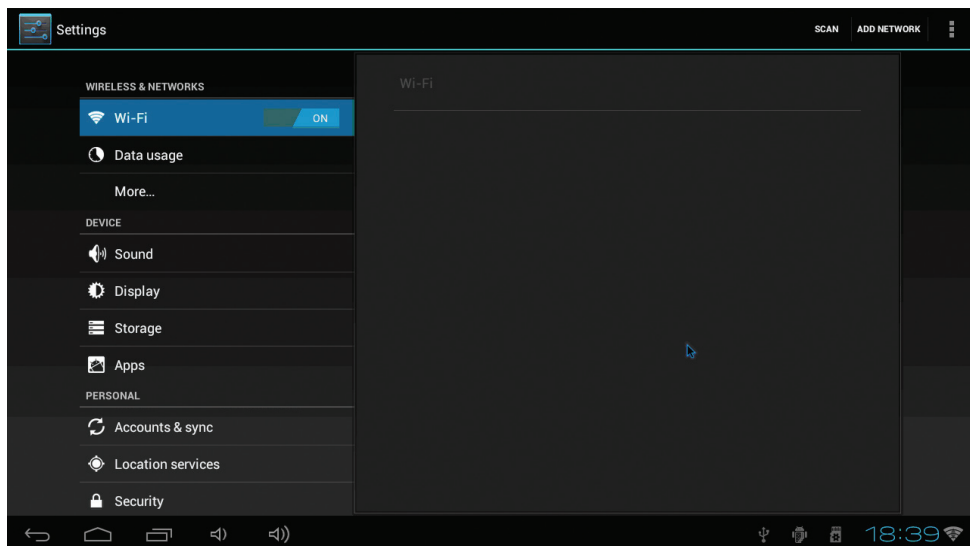 Settings
SCAN
ADD NETWORK
WIRELESS & NETWORKS
Wi-Fi
ON
Data usage
More...
DEVICE
Sound
Display
Storage
Apps
PERSONAL
Accounts & sync
Location services
Security
Wi-Fi
18:39